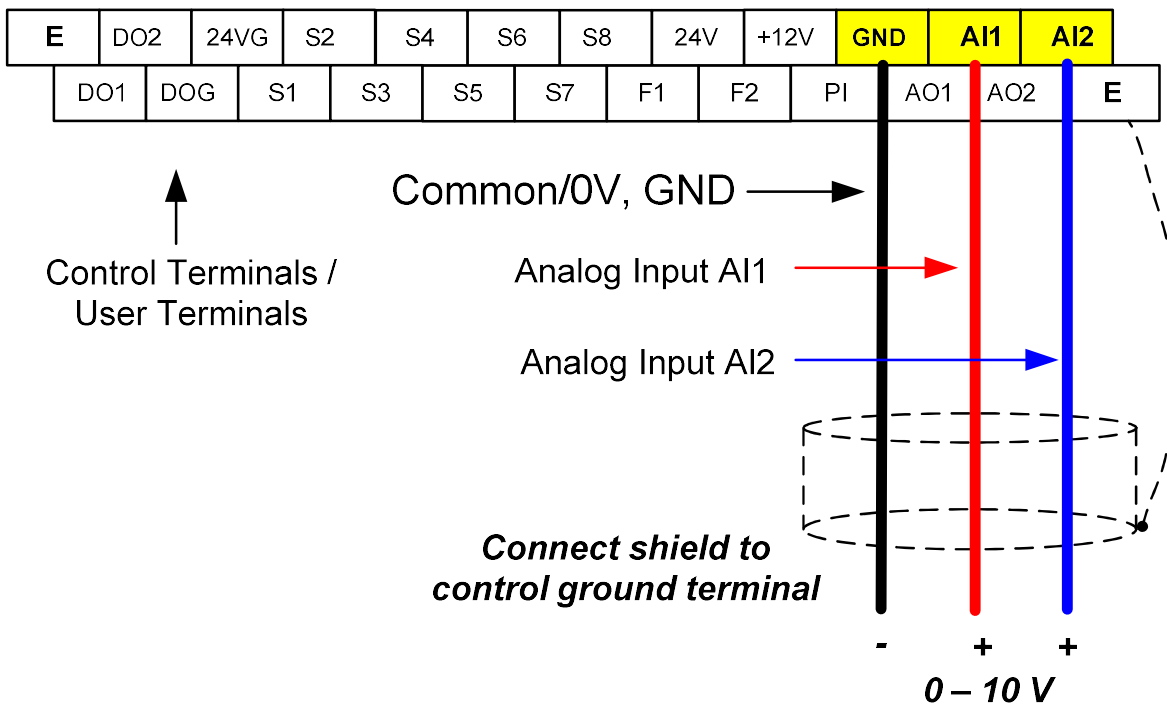 E DO2 24VG S2 S4 S6 S8 24V +12V GND AI1 AI2
DO1 DOG S1 S3 S5 S7 F1 F2 PI AO1 AO2 E
Common/0V, GND
Control Terminals /
User Terminals
Analog Input AI1
Analog Input AI2
Connect shield to
control ground terminal
- + +
0 – 10 V